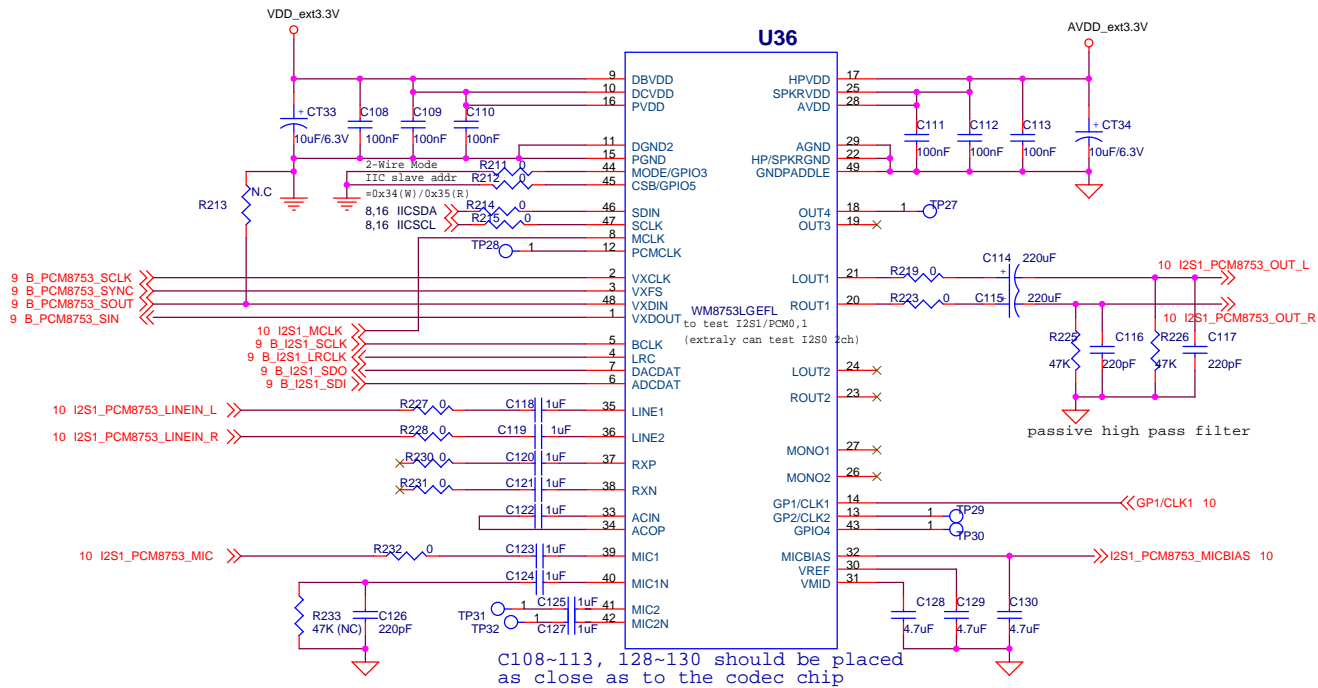 VDD_ext3.3V
AVDD_ext3.3V
U36
9 DBVDD
10 DCVDD
16 PVDD
11 DGND2
15 PGND
44 MODE/GPIO3
45 CSB/GPIO5
46 SDIN
47 SCLK
8 MCLK
12 PCMCLK
2 VXCLK
3 VXFS
48 VXDIN
1 VXDOUT
5 BCLK
4 LRC
7 DACDAT
6 ADCDAT
35 LINE1
36 LINE2
37 RXP
38 RXN
33 ACIN
34 ACOP
39 MIC1
40 MIC1N
41 MIC2
42 MIC2N
HPVDD 17
SPKRVDD 25
AVDD 28
AGND 29
HP/SPKRGND 22
GNDPADDLE 49
OUT4 18
OUT3 19
LOUT1 21
ROUT1 20
LOUT2 24
ROUT2 23
MONO1 27
MONO2 26
GP1/CLK1 14
GP2/CLK2 13
GPIO4 43
MICBIAS 32
VREF 30
VMID 31
WM8753LGEFL
to test I2S1/PCM0,1
(extraly can test I2S0 2ch)
+ CT33
10uF/6.3V
C108
100nF
C109
100nF
C110
100nF
C111
100nF
C112
100nF
C113
100nF
+ CT34
10uF/6.3V
2-Wire Mode
IIC slave addr
=0x34(W)/0x35(R)
R211 0
R212 0
R213
N.C
8,16 IICSDA
R214 0
8,16 IICSCL
R215 0
TP28 1
9 B_PCM8753_SCLK
9 B_PCM8753_SYNC
9 B_PCM8753_SOUT
9 B_PCM8753_SIN
10 I2S1_MCLK
9 B_I2S1_SCLK
9 B_I2S1_LRCLK
9 B_I2S1_SDO
9 B_I2S1_SDI
10 I2S1_PCM8753_LINEIN_L
R227 0
C118 1uF
10 I2S1_PCM8753_LINEIN_R
R228 0
C119 1uF
R230 0
C120 1uF
R231 0
C121 1uF
C122 1uF
10 I2S1_PCM8753_MIC
R232 0
C123 1uF
C124 1uF
R233
47K (NC)
C126
220pF
TP31 1
C125 1uF
TP32 1
C127 1uF
1 TP27
R219 0
C114 220uF
+
10 I2S1_PCM8753_OUT_L
R223 0
C115 220uF
+
10 I2S1_PCM8753_OUT_R
R225
47K
C116
220pF
R226
47K
C117
220pF
passive high pass filter
GP1/CLK1 10
1 TP29
1 TP30
I2S1_PCM8753_MICBIAS 10
C128
4.7uF
C129
4.7uF
C130
4.7uF
C108~113, 128~130 should be placed
as close as to the codec chip